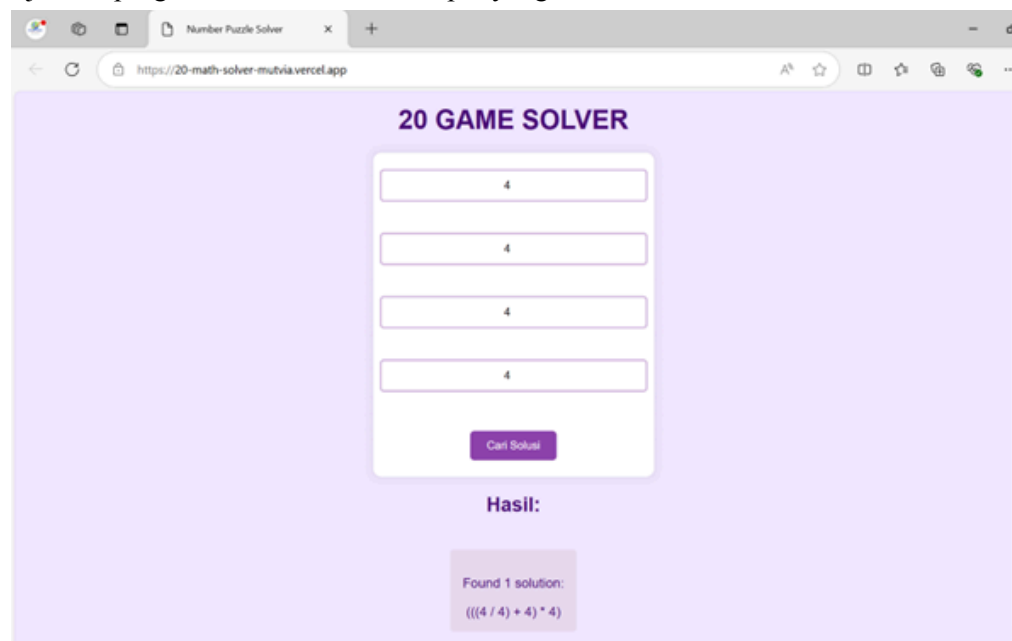 Number Puzzle Solver
https://20-math-solver-mutvia.vercel.app
20 GAME SOLVER
4
4
4
4
Cari Solusi
Hasil:
Found 1 solution:
(((4 / 4) + 4) * 4)